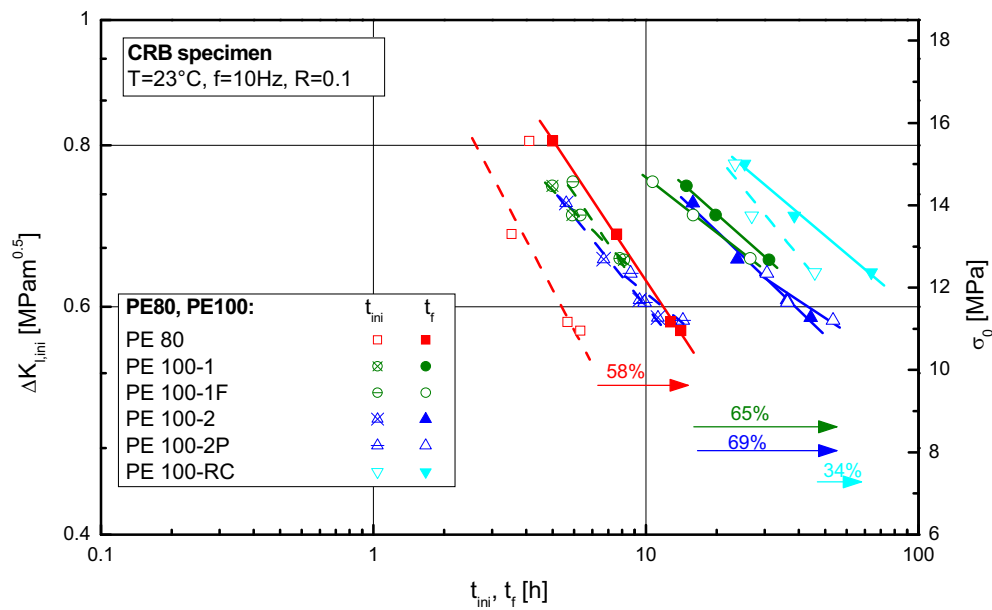 CRB specimen
T=23°C, f=10Hz, R=0.1
ΔK_I,ini [MPam^0.5]
1
0.8
0.6
0.4
PE80, PE100: t_ini t_f
PE 80
PE 100-1
PE 100-1F
PE 100-2
PE 100-2P
PE 100-RC
58%
65%
69%
34%
18
16
14
12
10
8
6
σ_0 [MPa]
0.1 1 10 100
t_ini, t_f [h]